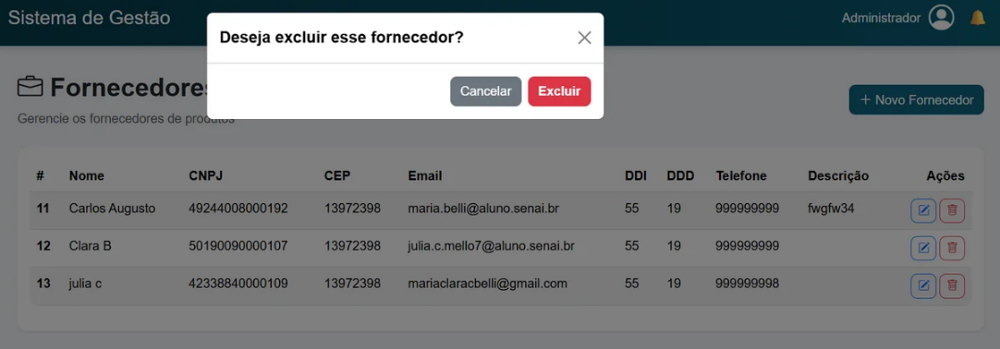 Sistema de Gestão
Administrador
Deseja excluir esse fornecedor?
Cancelar
Excluir
Fornecedores
+ Novo Fornecedor
Gerencie os fornecedores de produtos
# Nome CNPJ CEP Email DDI DDD Telefone Descrição Ações
11 Carlos Augusto 49244008000192 13972398 maria.belli@aluno.senai.br 55 19 999999999 fwgfw34
12 Clara B 50190090000107 13972398 julia.c.mello7@aluno.senai.br 55 19 999999999
13 julia c 42338840000109 13972398 mariaclaracbelli@gmail.com 55 19 999999998